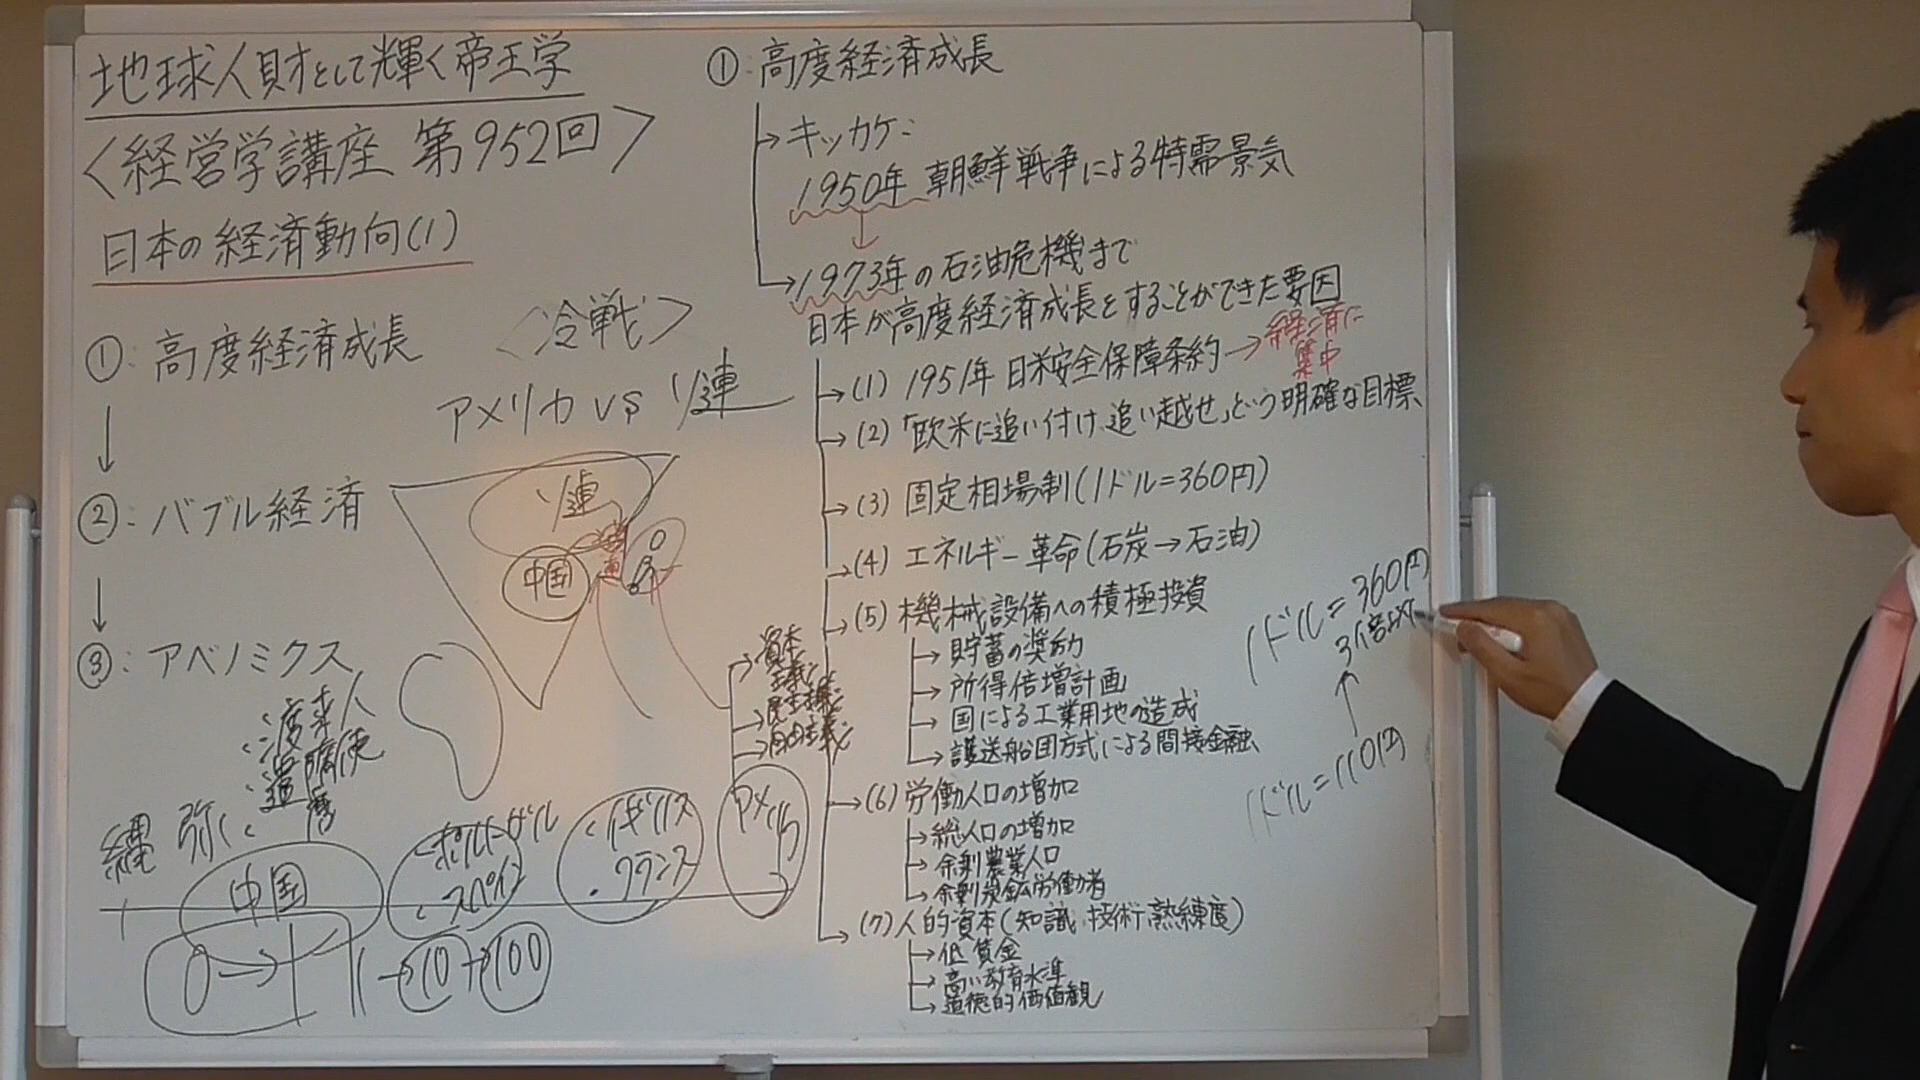 地球人財として輝く帝王学
<経営学講座 第952回>
日本の経済動向(1)
①:高度経済成長
↓
②:バブル経済
↓
③:アベノミクス
<冷戦>
アメリカ vs ソ連
ソ連
中国
・渡来人
・遣隋使
・遣唐
縄 弥
中国
・ポルトガル
・スペイン
・イギリス
・フランス
アメリカ
0→1
1→10→100
→資本主義
→民主主義
→自由主義
①:高度経済成長
→キッカケ:
1950年 朝鮮戦争による特需景気
↓
→1973年の石油危機まで
日本が高度経済成長とすることができた要因
→(1) 1951年 日米安全保障条約→経済に集中
→(2)「欧米に追い付け、追い越せ」という明確な目標
→(3) 固定相場制(1ドル=360円)
→(4) エネルギー革命(石炭→石油)
→(5) 機械設備への積極投資
→貯蓄の奨励
→所得倍増計画
→国による工業用地の造成
→護送船団方式による間接金融
→(6) 労働人口の増加
→総人口の増加
→余剰農業人口
→余剰炭鉱労働者
→(7) 人的資本(知識、技術、熟練度)
→低賃金
→高い教育水準
→道徳的価値観
1ドル=360円
3倍以
↑
1ドル=110円